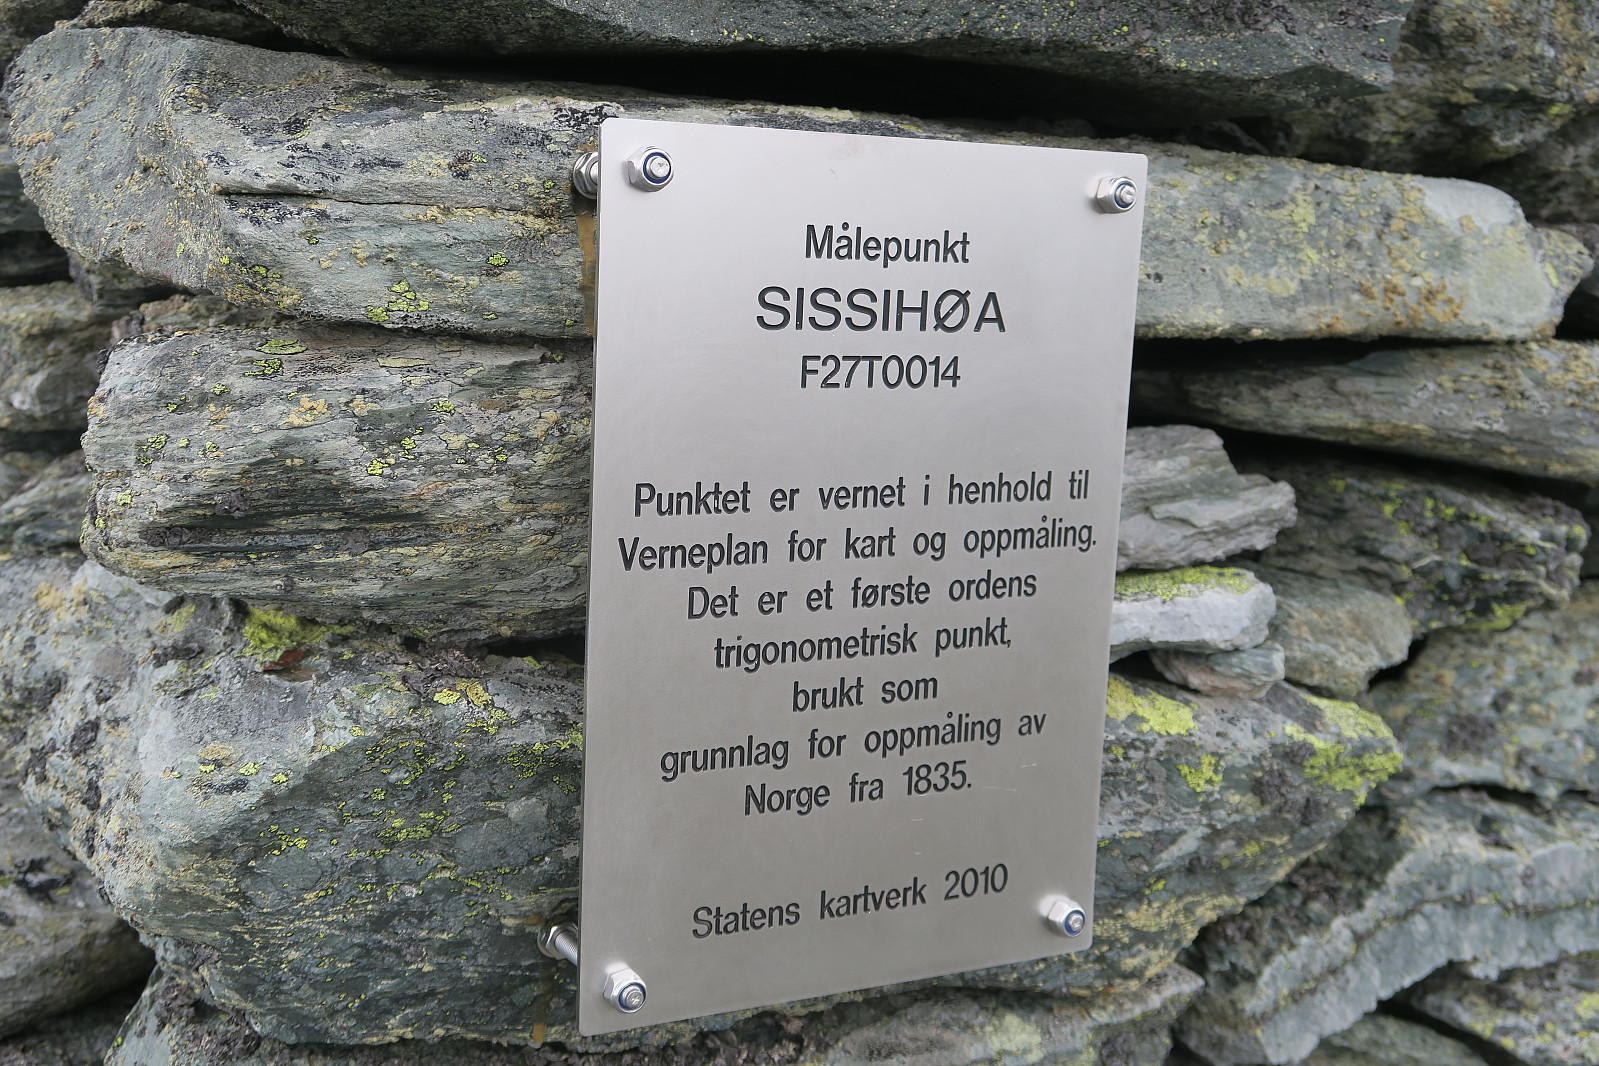 Målepunkt
SISSIHØA
F27T0014
Punktet er vernet i henhold til
Verneplan for kart og oppmåling.
Det er et første ordens
trigonometrisk punkt,
brukt som
grunnlag for oppmåling av
Norge fra 1835.
Statens kartverk 2010